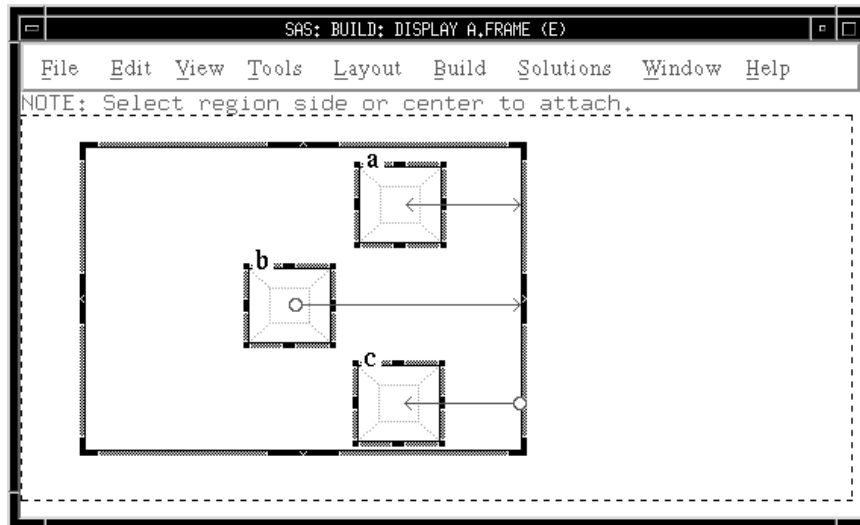 SAS: BUILD: DISPLAY A.FRAME (E)
File Edit View Tools Layout Build Solutions Window Help
NOTE: Select region side or center to attach.
a
b
c